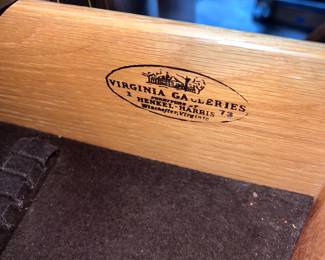 VIRGINIA GALLERIES
1 73
HENKEL-HARRIS
Winchester, Virginia